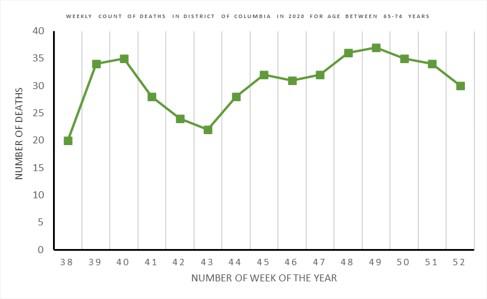 WEEKLY COUNT OF DEATHS IN DISTRICT OF COLUMBIA IN 2020 FOR AGE BETWEEN 65-74 YEARS
40
35
30
25
20
15
10
5
0
NUMBER OF DEATHS
38 39 40 41 42 43 44 45 46 47 48 49 50 51 52
NUMBER OF WEEK OF THE YEAR